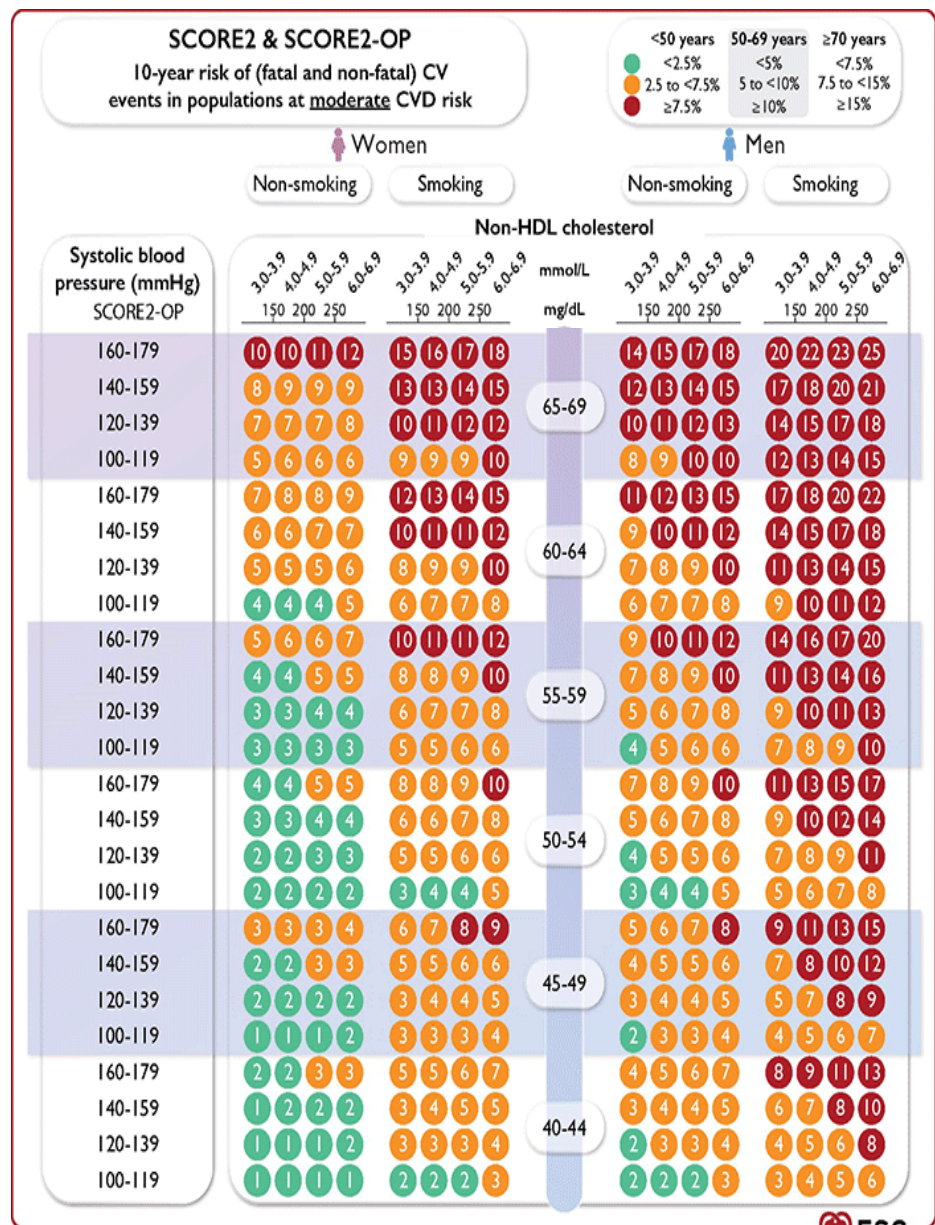 SCORE2 & SCORE2-OP
10-year risk of (fatal and non-fatal) CV
events in populations at moderate CVD risk
<50 years 50-69 years ≥70 years
<2.5% <5% <7.5%
2.5 to <7.5% 5 to <10% 7.5 to <15%
≥7.5% ≥10% ≥15%
Women Men
Non-smoking Smoking Non-smoking Smoking
Non-HDL cholesterol
Systolic blood
pressure (mmHg)
SCORE2-OP
3.0-3.9 4.0-4.9 5.0-5.9 6.0-6.9 3.0-3.9 4.0-4.9 5.0-5.9 6.0-6.9 mmol/L 3.0-3.9 4.0-4.9 5.0-5.9 6.0-6.9 3.0-3.9 4.0-4.9 5.0-5.9 6.0-6.9
150 200 250 150 200 250 mg/dL 150 200 250 150 200 250
65-69
160-179 10 10 11 12 15 16 17 18 14 15 17 18 20 22 23 25
140-159 8 9 9 9 13 13 14 15 12 13 14 15 17 18 20 21
120-139 7 7 7 8 10 11 12 12 10 11 12 13 14 15 17 18
100-119 5 6 6 6 9 9 9 10 8 9 10 10 12 13 14 15
60-64
160-179 7 8 8 9 12 13 14 15 11 12 13 15 17 18 20 22
140-159 6 6 7 7 10 11 11 12 9 10 11 12 14 15 17 18
120-139 5 5 5 6 8 9 9 10 7 8 9 10 11 13 14 15
100-119 4 4 4 5 6 7 7 8 6 7 7 8 9 10 11 12
55-59
160-179 5 6 6 7 10 11 11 12 9 10 11 12 14 16 17 20
140-159 4 4 5 5 8 8 9 10 7 8 9 10 11 13 14 16
120-139 3 3 4 4 6 7 7 8 5 6 7 8 9 10 11 13
100-119 3 3 3 3 5 5 6 6 4 5 6 6 7 8 9 10
50-54
160-179 4 4 5 5 8 8 9 10 7 8 9 10 11 13 15 17
140-159 3 3 4 4 6 6 7 8 5 6 7 8 9 10 12 14
120-139 2 2 3 3 5 5 6 6 4 5 5 6 7 8 9 11
100-119 2 2 2 2 3 4 4 5 3 4 4 5 5 6 7 8
45-49
160-179 3 3 3 4 6 7 8 9 5 6 7 8 9 11 13 15
140-159 2 2 3 3 5 5 6 6 4 5 5 6 7 8 10 12
120-139 2 2 2 2 3 4 4 5 3 4 4 5 5 7 8 9
100-119 1 1 1 2 3 3 3 4 2 3 3 4 4 5 6 7
40-44
160-179 2 2 3 3 5 5 6 7 4 5 6 7 8 9 11 13
140-159 1 2 2 2 3 4 5 5 3 4 4 5 6 7 8 10
120-139 1 1 1 2 3 3 3 4 2 3 3 4 4 5 6 8
100-119 1 1 1 1 2 2 2 3 2 2 2 3 3 4 5 6